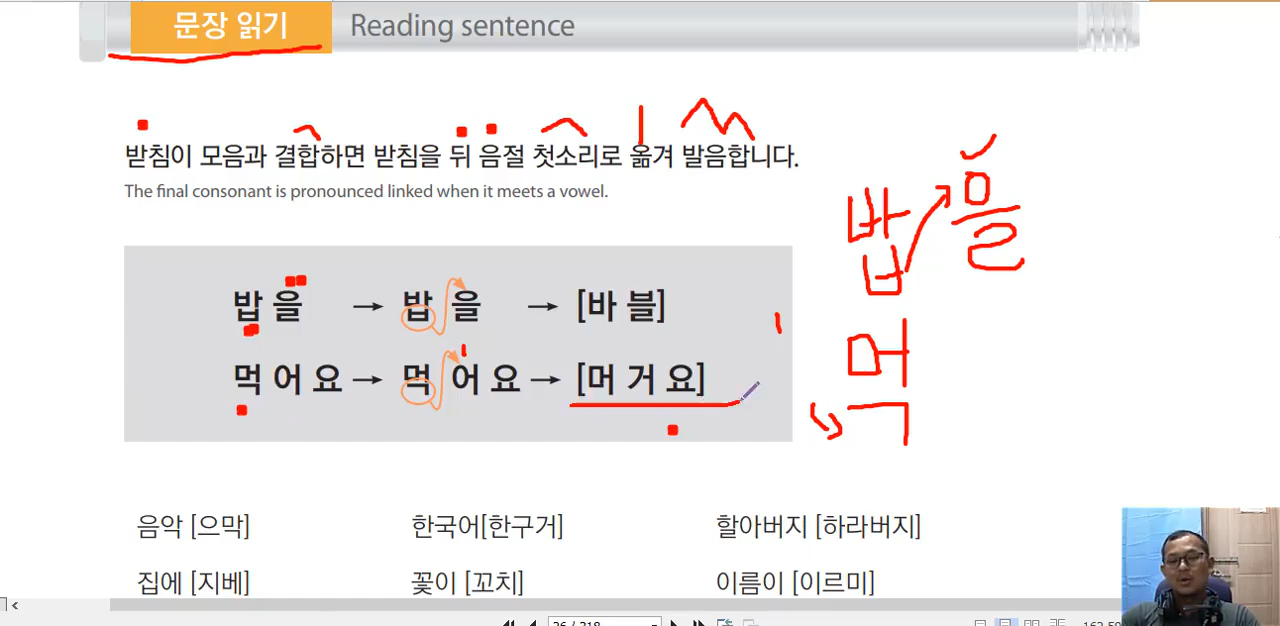 문장 읽기 Reading sentence
받침이 모음과 결합하면 받침을 뒤 음절 첫소리로 옮겨 발음합니다.
The final consonant is pronounced linked when it meets a vowel.
밥 을 → 밥 을 → [바 블]
먹 어 요 → 먹 어 요 → [머 거 요]
밥 을
먹
음악 [으막] 한국어[한구거] 할아버지 [하라버지]
집에 [지베] 꽃이 [꼬치] 이름이 [이르미]
26 / 218